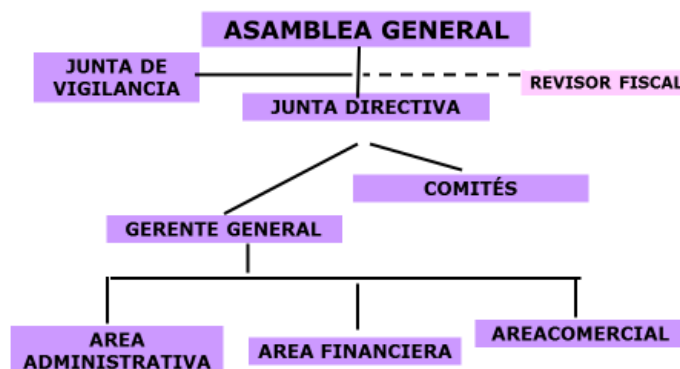 ASAMBLEA GENERAL
JUNTA DE
VIGILANCIA
REVISOR FISCAL
JUNTA DIRECTIVA
COMITÉS
GERENTE GENERAL
AREA
ADMINISTRATIVA
AREA FINANCIERA
AREACOMERCIAL